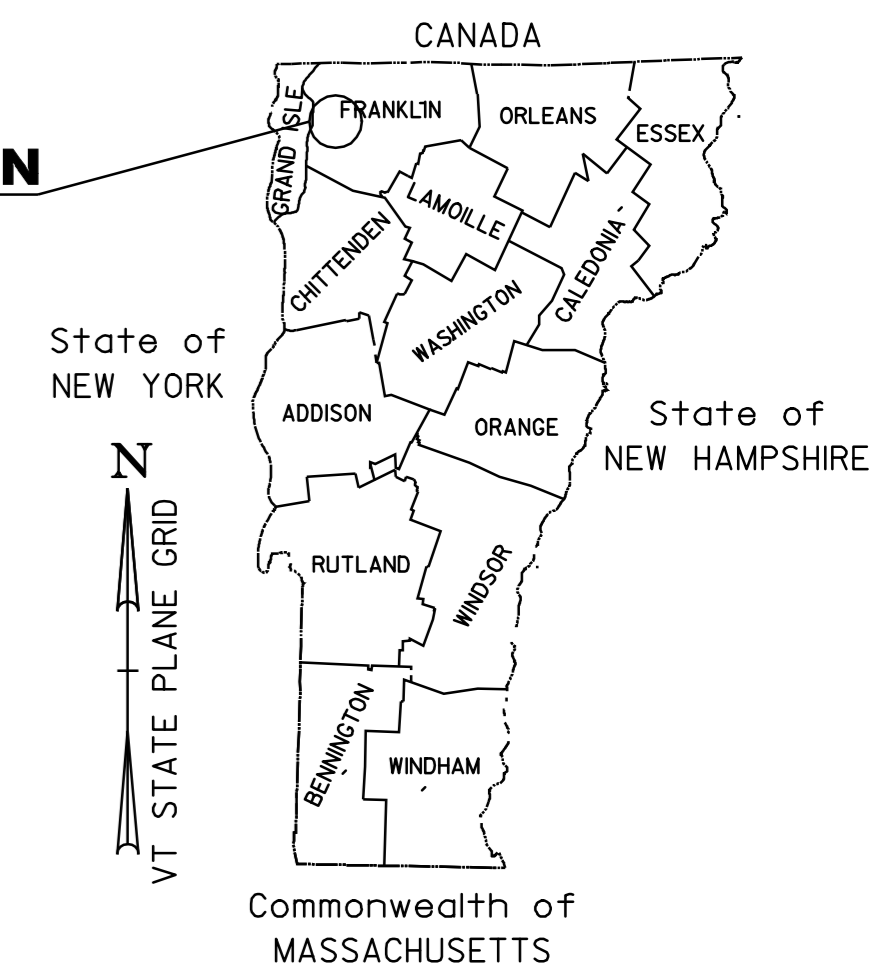 CANADA
GRAND ISLE
FRANKLIN
ORLEANS
ESSEX
N
LAMOILLE
CHITTENDEN
CALEDONIA
WASHINGTON
State of
NEW YORK
ADDISON
ORANGE
State of
NEW HAMPSHIRE
N
VT STATE PLANE GRID
RUTLAND
WINDSOR
BENNINGTON
WINDHAM
Commonwealth of
MASSACHUSETTS